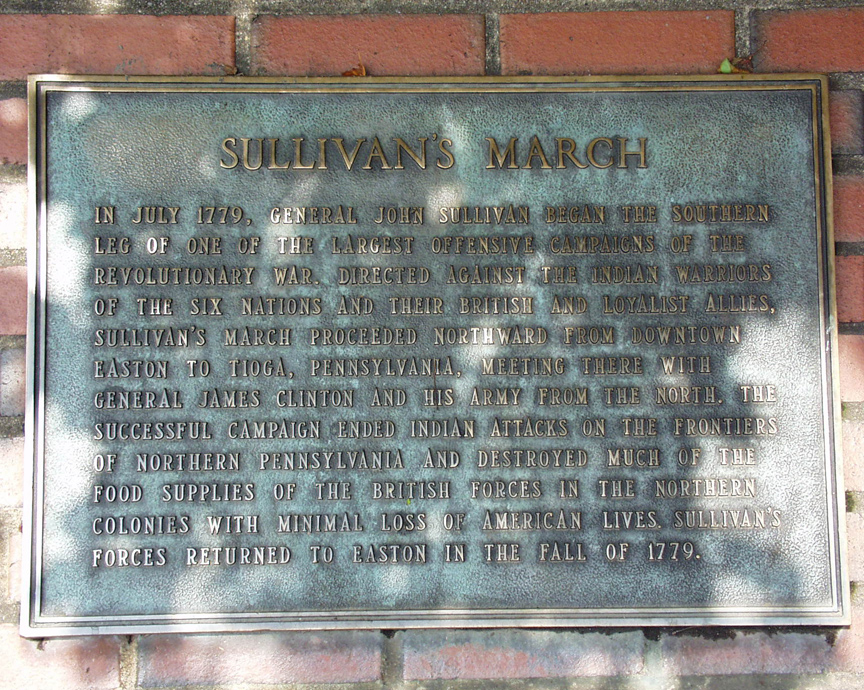 SULLIVAN'S MARCH
IN JULY 1779, GENERAL JOHN SULLIVAN BEGAN THE SOUTHERN
LEG OF ONE OF THE LARGEST OFFENSIVE CAMPAIGNS OF THE
REVOLUTIONARY WAR. DIRECTED AGAINST THE INDIAN WARRIORS
OF THE SIX NATIONS AND THEIR BRITISH AND LOYALIST ALLIES,
SULLIVAN'S MARCH PROCEEDED NORTHWARD FROM DOWNTOWN
EASTON TO TIOGA, PENNSYLVANIA, MEETING THERE WITH
GENERAL JAMES CLINTON AND HIS ARMY FROM THE NORTH. THE
SUCCESSFUL CAMPAIGN ENDED INDIAN ATTACKS ON THE FRONTIERS
OF NORTHERN PENNSYLVANIA AND DESTROYED MUCH OF THE
FOOD SUPPLIES OF THE BRITISH FORCES IN THE NORTHERN
COLONIES WITH MINIMAL LOSS OF AMERICAN LIVES. SULLIVAN'S
FORCES RETURNED TO EASTON IN THE FALL OF 1779.